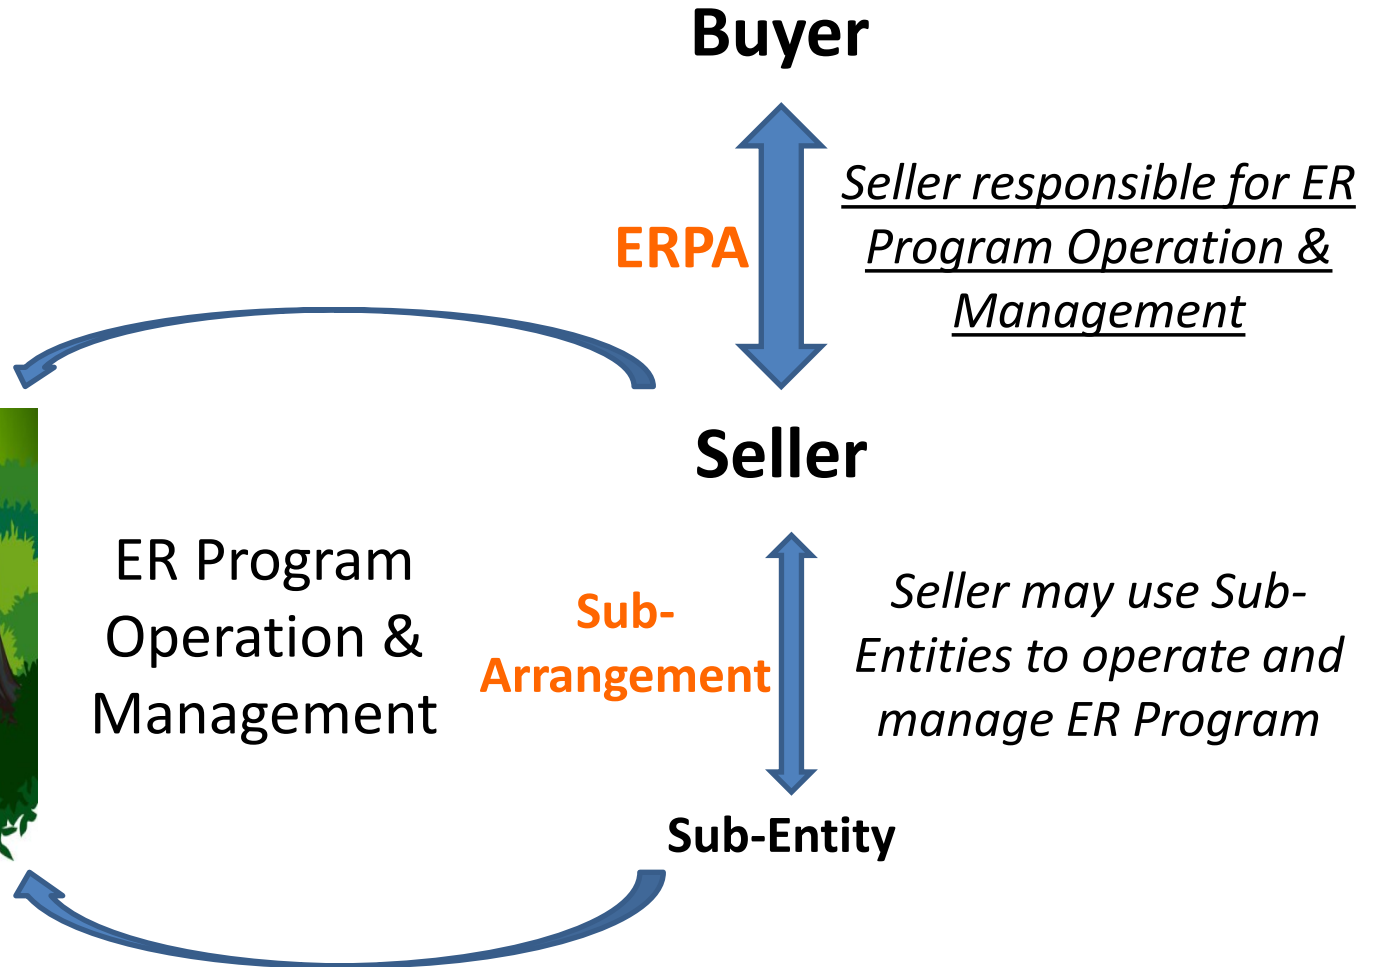 Buyer
ERPA
Seller responsible for ER
Program Operation &
Management
Seller
ER Program
Operation &
Management
Sub-
Arrangement
Seller may use Sub-
Entities to operate and
manage ER Program
Sub-Entity